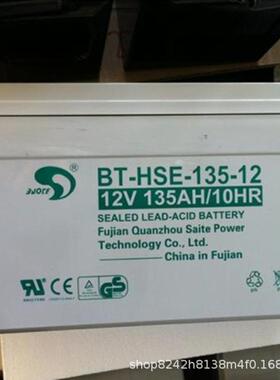 BT-HSE-135-12
12V 135AH/10HR
SEALED LEAD-ACID BATTERY
Fujian Quanzhou Saite Power
Technology Co., Ltd.
China in Fujian
shop8242h8138m4f0.168